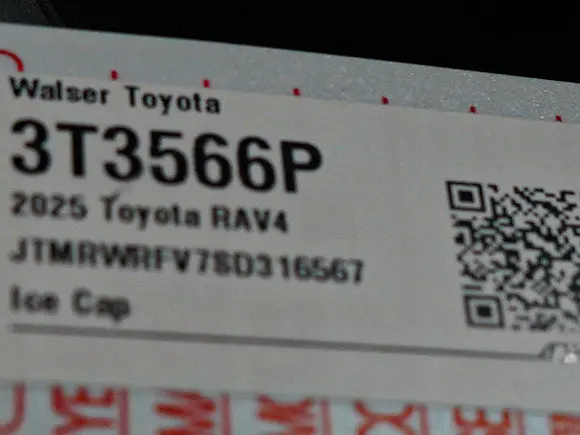 Walser Toyota
3T3566P
2025 Toyota RAV4
JTMRWRFV7SD316567
Ice Cap